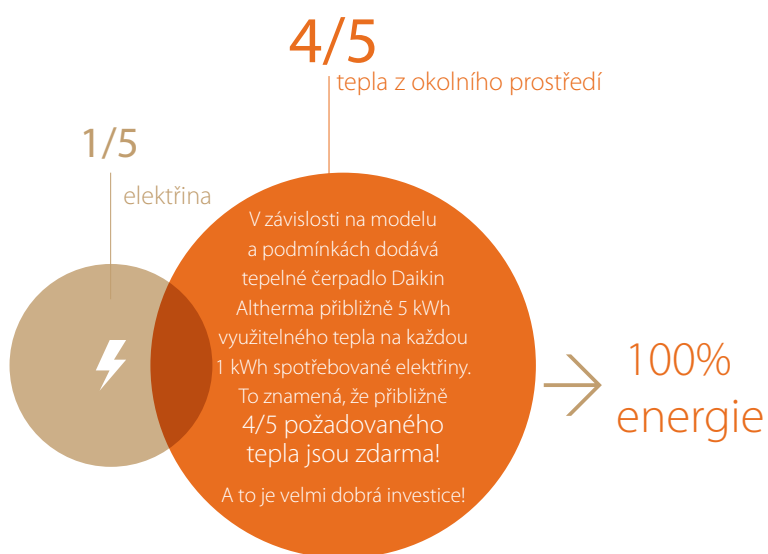 4/5
tepla z okolního prostředí
1/5
elektřina
V závislosti na modelu
a podmínkách dodává
tepelné čerpadlo Daikin
Altherma přibližně 5 kWh
využitelného tepla na každou
1 kWh spotřebované elektřiny.
To znamená, že přibližně
4/5 požadovaného
tepla jsou zdarma!
A to je velmi dobrá investice!
100%
energie